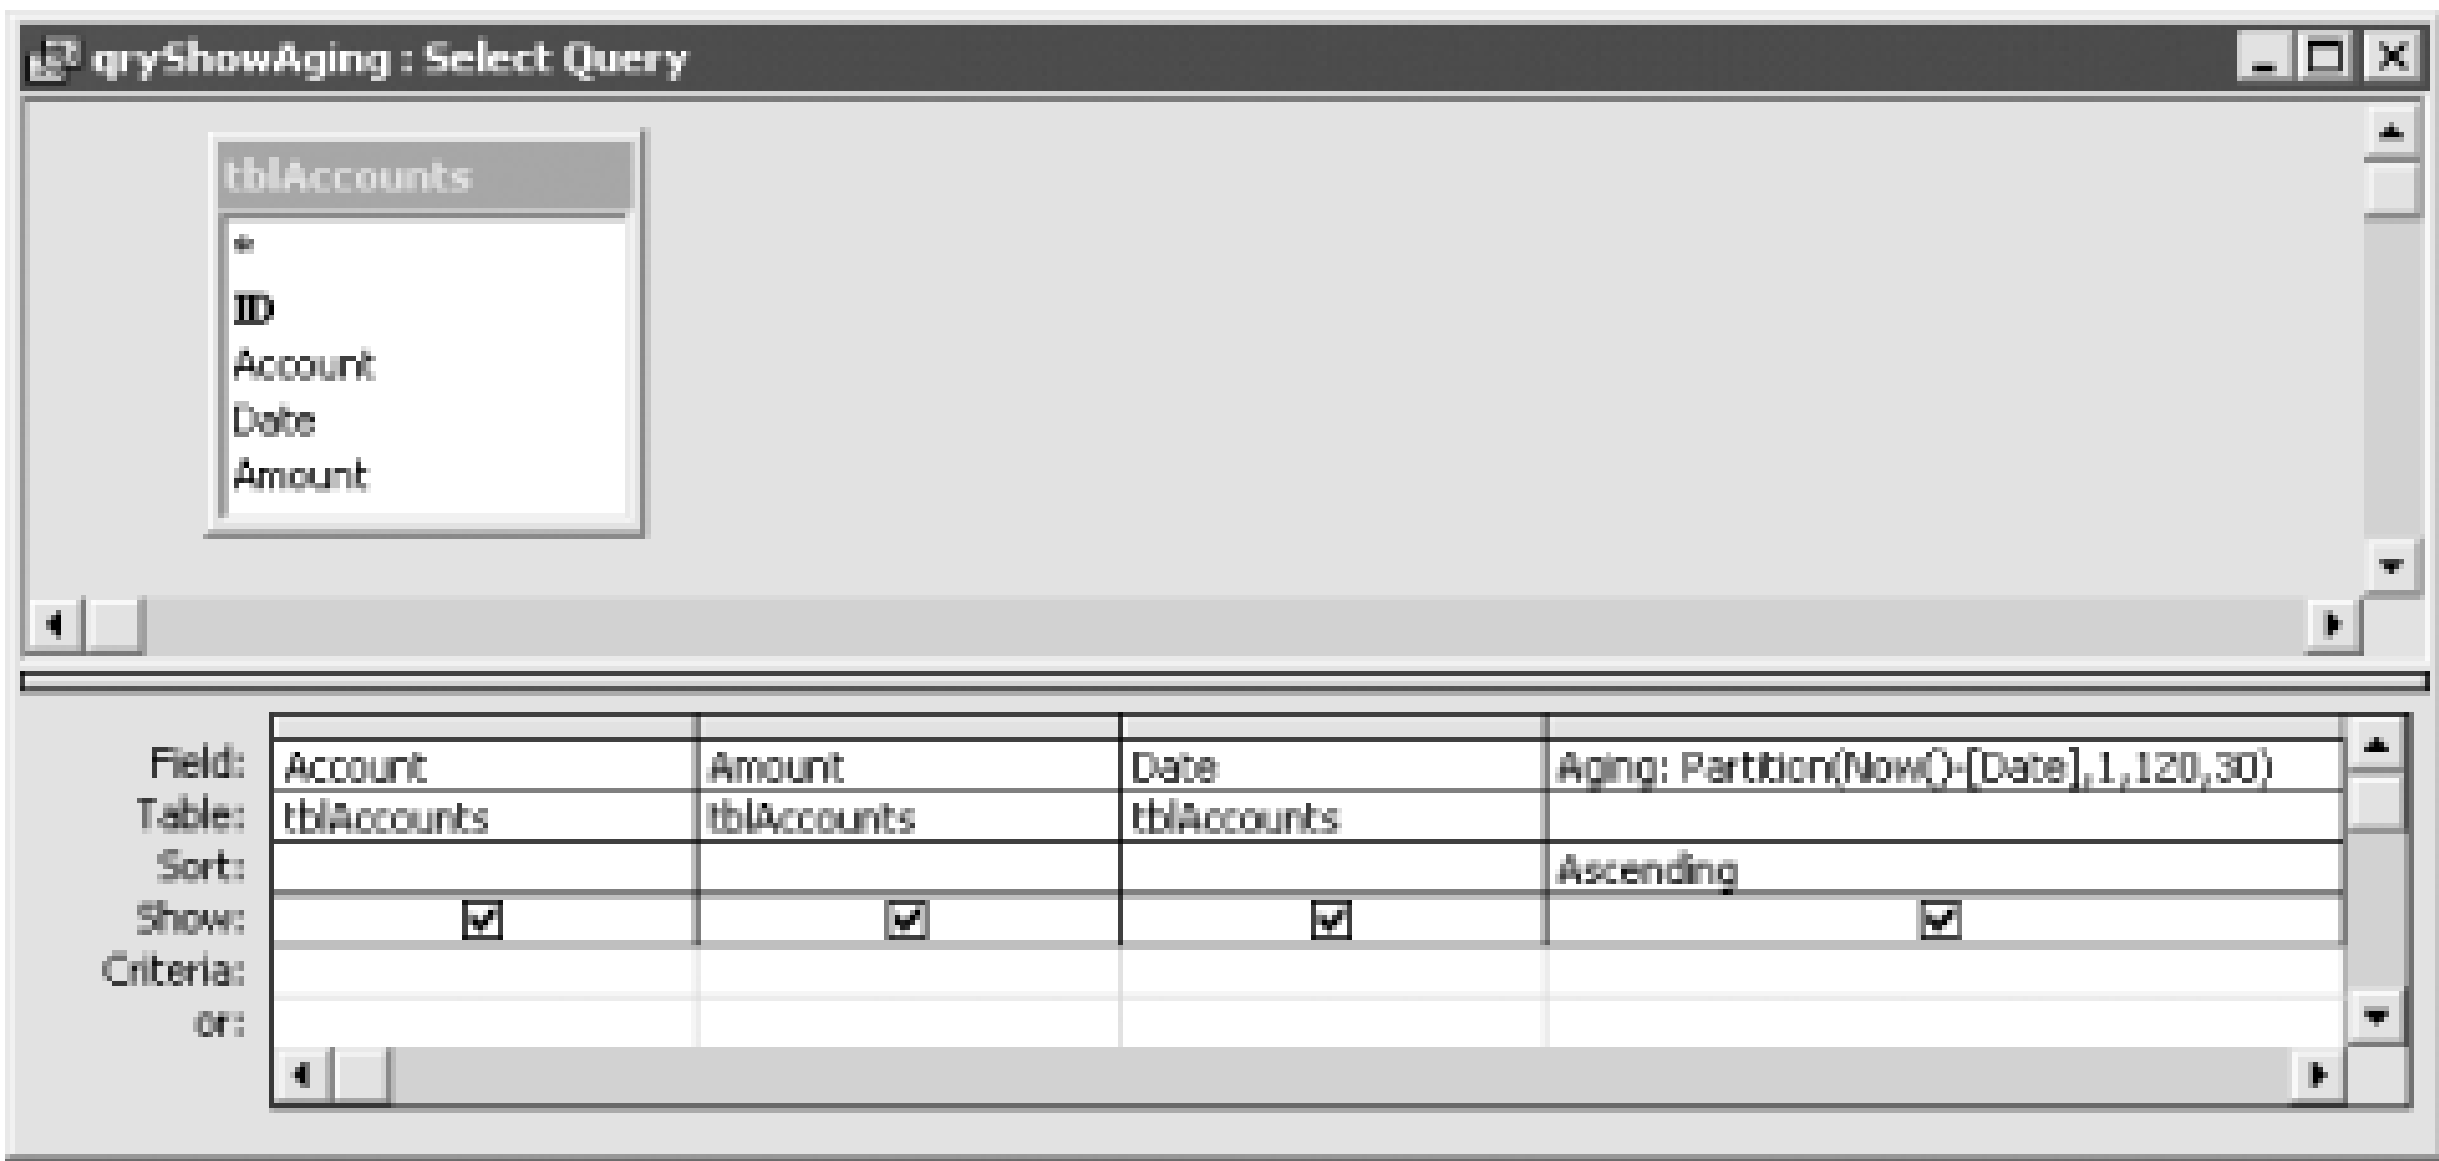 qryShowAging : Select Query
tblAccounts
*
ID
Account
Date
Amount
Field: Account Amount Date Aging: Partition(Now()-[Date],1,120,30)
Table: tblAccounts tblAccounts tblAccounts
Sort: Ascending
Show:
Criteria:
or: